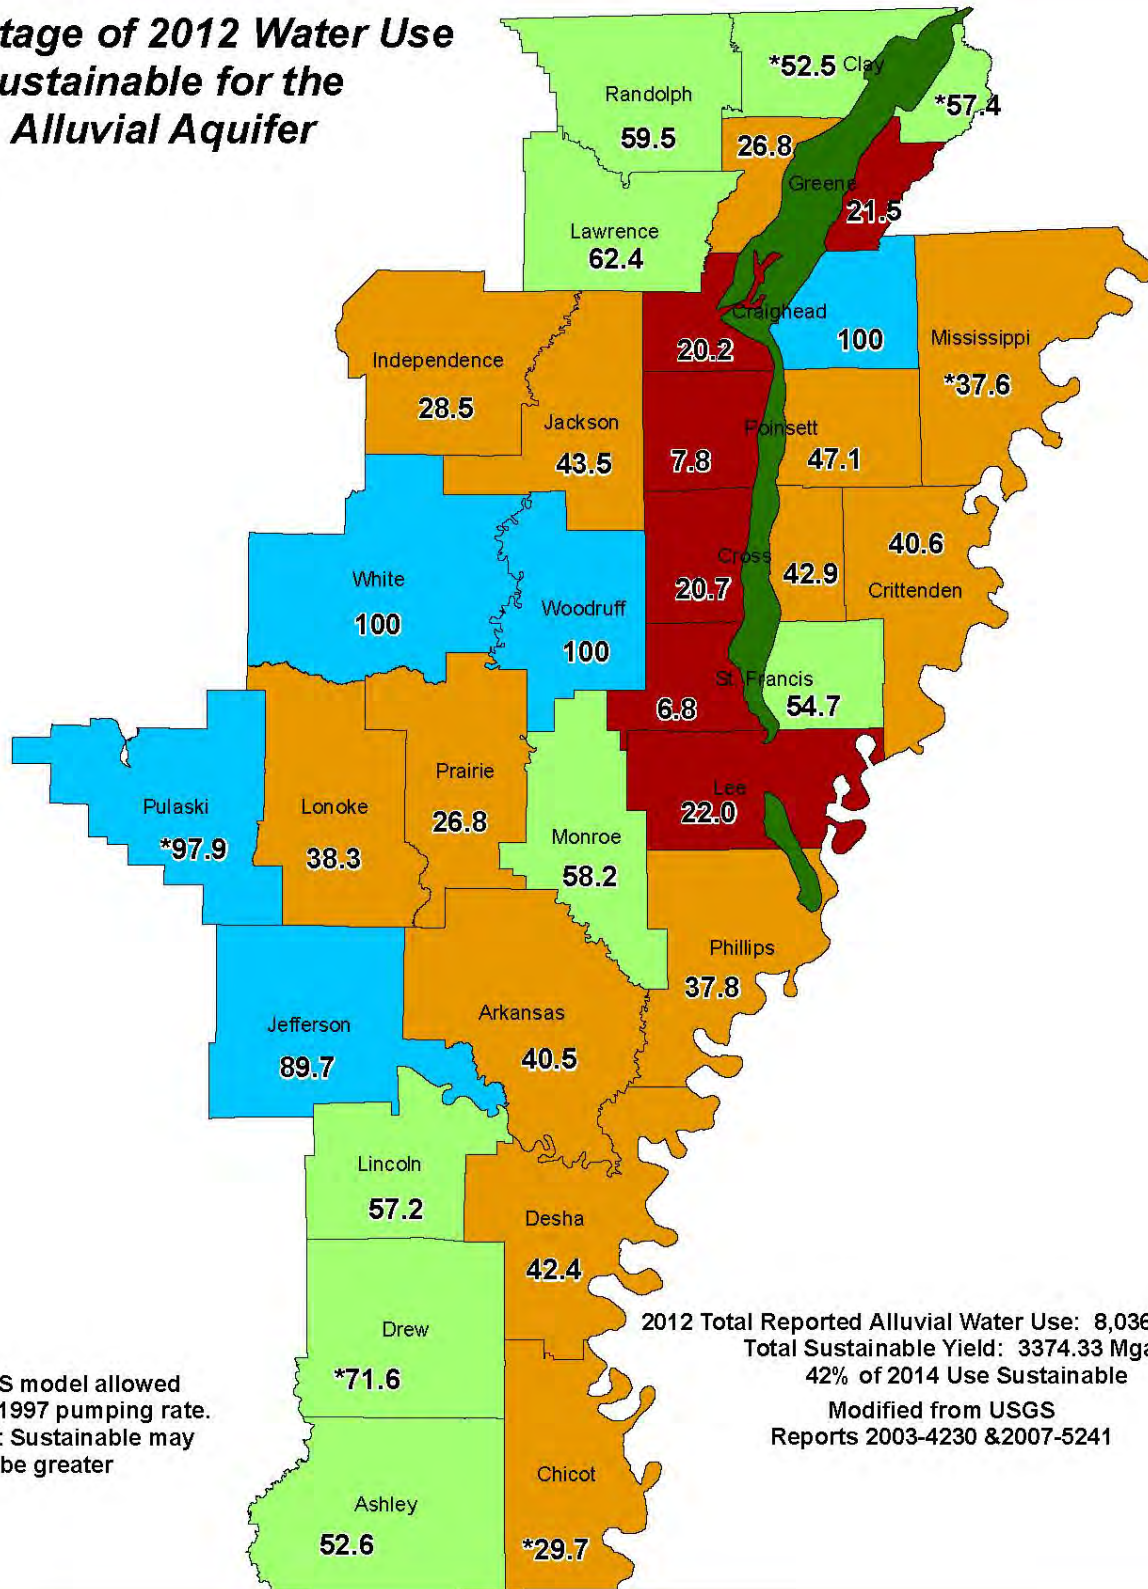 tage of 2012 Water Use
ustainable for the
Alluvial Aquifer
*52.5 Clay
*57.4
Randolph
59.5
26.8
Greene
21.5
Lawrence
62.4
Craighead
20.2
100
Mississippi
*37.6
Independence
28.5
Jackson
43.5
Poinsett
7.8
47.1
White
100
Woodruff
100
Cross
20.7
42.9
40.6
Crittenden
St. Francis
6.8
54.7
Pulaski
*97.9
Lonoke
38.3
Prairie
26.8
Monroe
58.2
Lee
22.0
Phillips
37.8
Jefferson
89.7
Arkansas
40.5
Lincoln
57.2
Desha
42.4
Drew
*71.6
Ashley
52.6
Chicot
*29.7
2012 Total Reported Alluvial Water Use: 8,036
Total Sustainable Yield: 3374.33 Mga
42% of 2014 Use Sustainable
Modified from USGS
Reports 2003-4230 &2007-5241
S model allowed
1997 pumping rate.
: Sustainable may
be greater